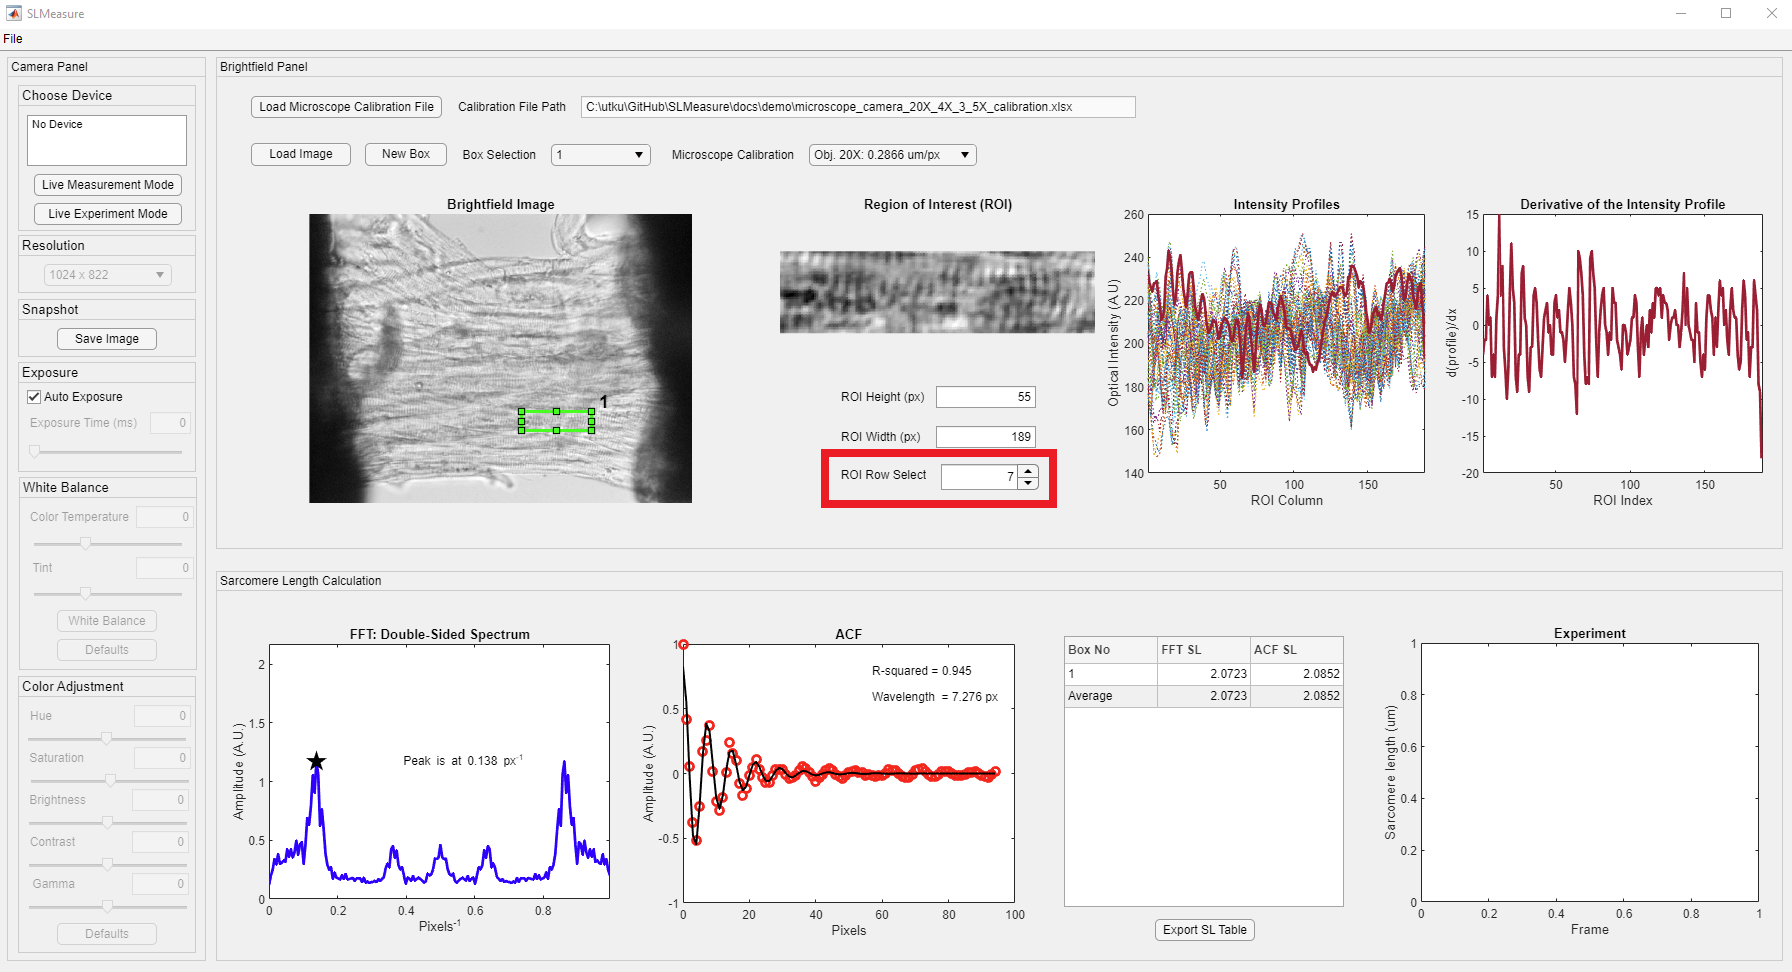 SLMeasure
File
Camera Panel
Choose Device
No Device
Live Measurement Mode
Live Experiment Mode
Resolution
1024 x 822
Snapshot
Save Image
Exposure
Auto Exposure
Exposure Time (ms) 0
White Balance
Color Temperature 0
Tint 0
White Balance
Defaults
Color Adjustment
Hue 0
Saturation 0
Brightness 0
Contrast 0
Gamma 0
Defaults
Brightfield Panel
Load Microscope Calibration File Calibration File Path C:\utku\GitHub\SLMeasure\docs\demo\microscope_camera_20X_4X_3_5X_calibration.xlsx
Load Image New Box Box Selection 1 Microscope Calibration Obj. 20X: 0.2866 um/px
Brightfield Image
1
Region of Interest (ROI)
ROI Height (px) 55
ROI Width (px) 189
ROI Row Select 7
Intensity Profiles
Optical Intensity (A.U)
260
240
220
200
180
160
140
50 100 150
ROI Column
Derivative of the Intensity Profile
d(profile)/dx
15
10
5
0
-5
-10
-15
-20
50 100 150
ROI Index
Sarcomere Length Calculation
FFT: Double-Sided Spectrum
Amplitude (A.U.)
2
1.5
1
0.5
0
Peak is at 0.138 px-1
0 0.2 0.4 0.6 0.8
Pixels-1
ACF
Amplitude (A.U.)
1
0.5
0
-0.5
-1
R-squared = 0.945
Wavelength = 7.276 px
0 20 40 60 80 100
Pixels
Box No FFT SL ACF SL
1 2.0723 2.0852
Average 2.0723 2.0852
Export SL Table
Experiment
Sarcomere length (um)
1
0.8
0.6
0.4
0.2
0
0 0.2 0.4 0.6 0.8 1
Frame